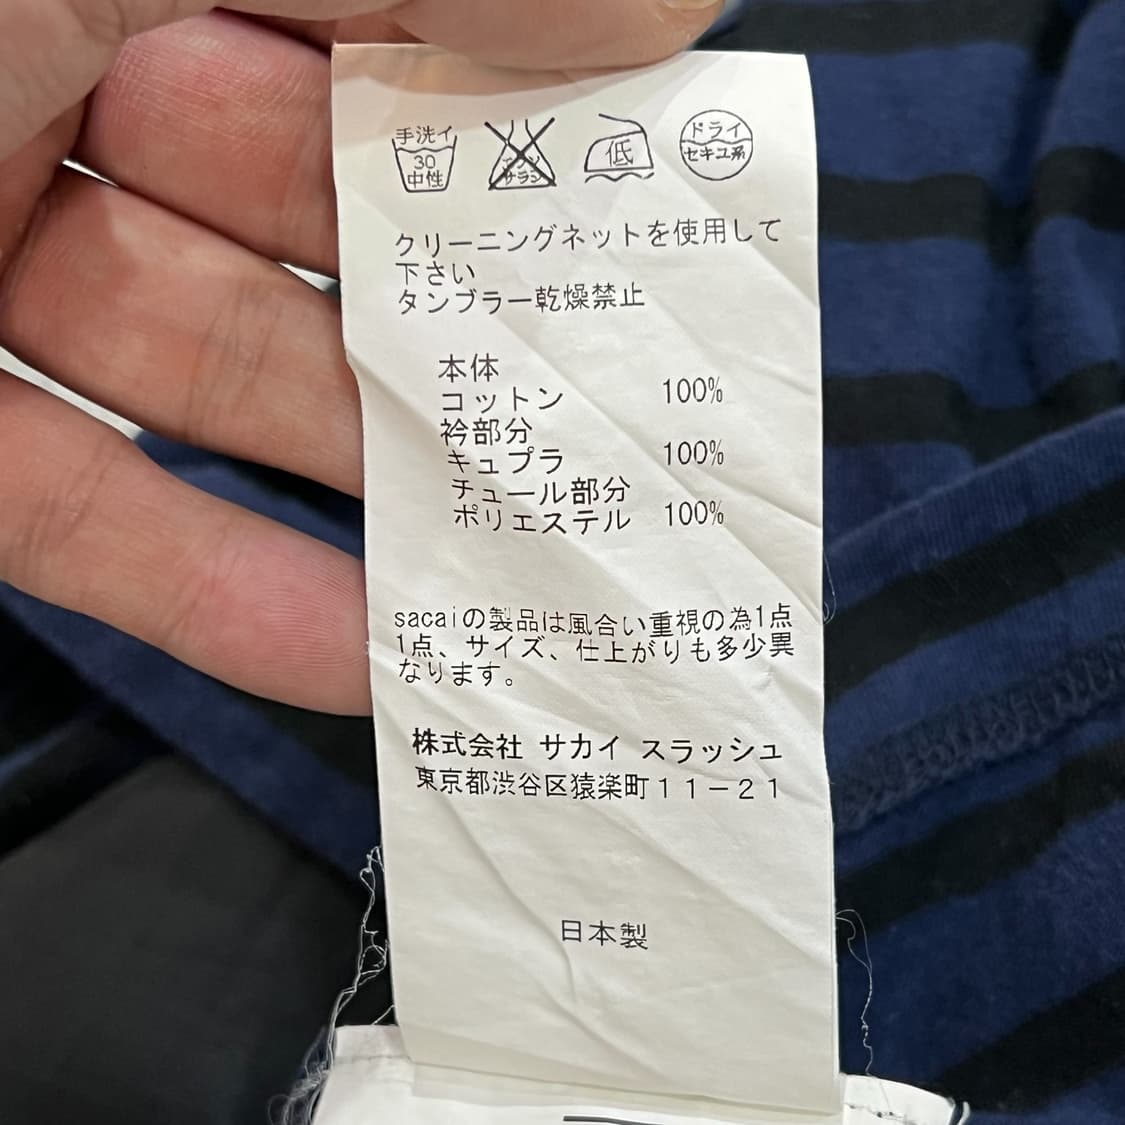 手洗イ
30
中性
エンソ
サラシ
低
ドライ
セキユ系
クリーニングネットを使用して
下さい
タンブラー乾燥禁止
本体
コットン 100%
衿部分
キュプラ 100%
チュール部分
ポリエステル 100%
sacaiの製品は風合い重視の為1点
1点、サイズ、仕上がりも多少異
なります。
株式会社 サカイ スラッシュ
東京都渋谷区猿楽町11−21
日本製